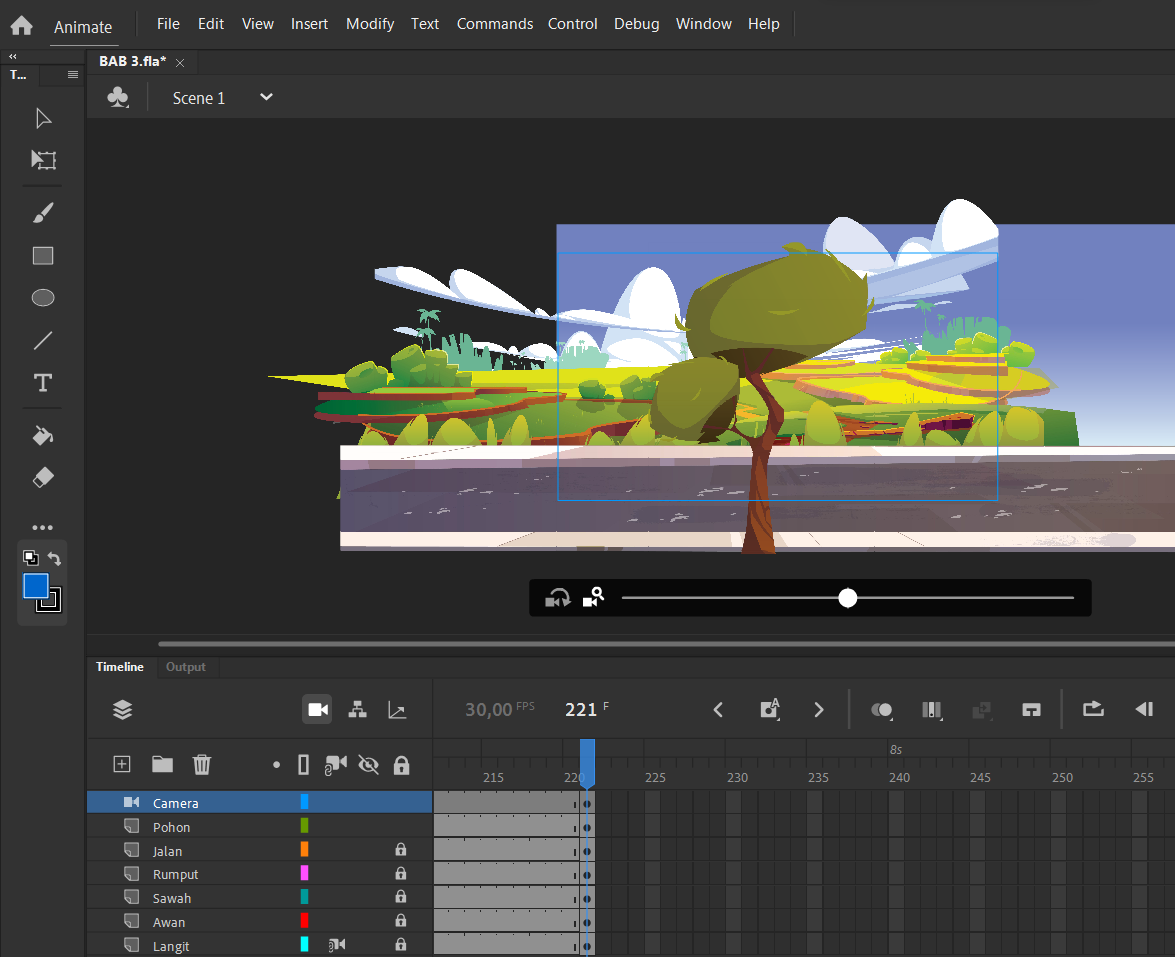 Animate File Edit View Insert Modify Text Commands Control Debug Window Help
T... BAB 3.fla*
Scene 1
T
Timeline Output
30,00 FPS 221 F
A
8s
215 220 225 230 235 240 245 250 255
Camera
Pohon
Jalan
Rumput
Sawah
Awan
Langit